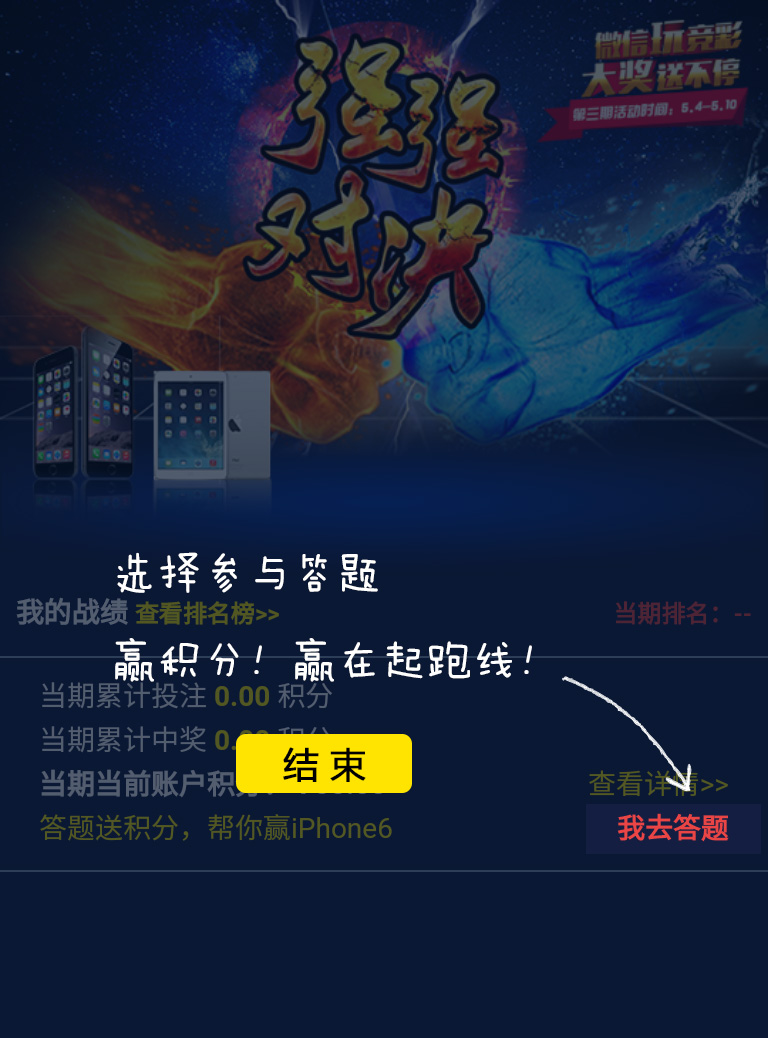 强强
对决
微信玩竞彩
大奖送不停
第三期活动时间：5.4—5.10
选择参与答题
我的战绩 查看排名榜>> 当期排名：--
赢积分！赢在起跑线！
当期累计投注 0.00 积分
当期累计中奖 0.00 积分
结束
当期当前账户积分： 查看详情>>
答题送积分，帮你赢iPhone6 我去答题